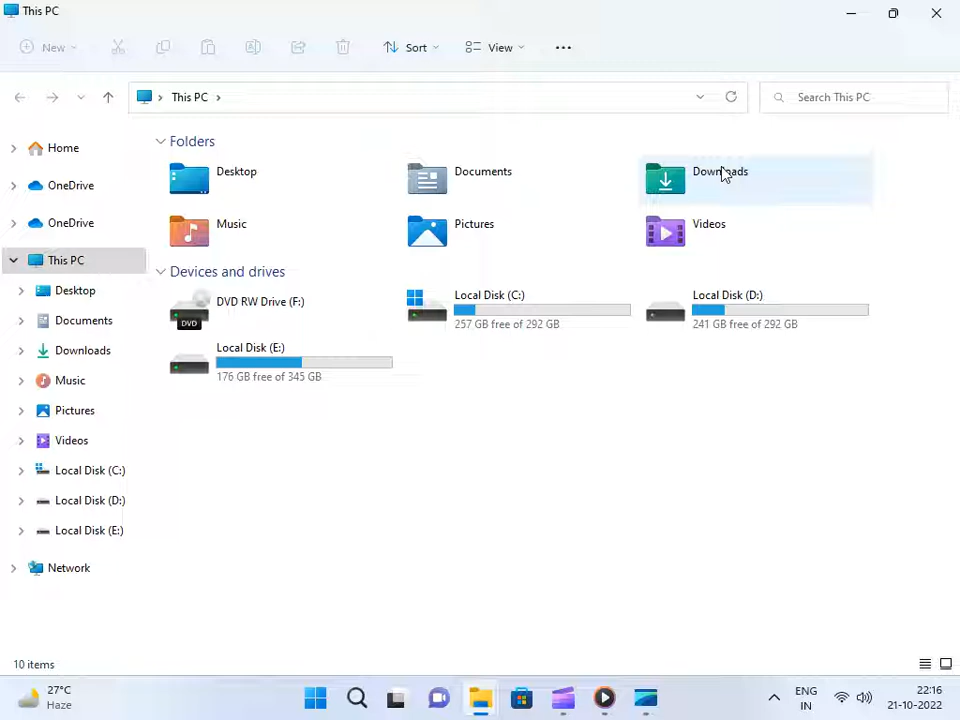 This PC
New
Sort
View
This PC
Search This PC
Home
OneDrive
OneDrive
This PC
Desktop
Documents
Downloads
Music
Pictures
Videos
Local Disk (C:)
Local Disk (D:)
Local Disk (E:)
Network
Folders
Desktop
Documents
Downloads
Music
Pictures
Videos
Devices and drives
DVD RW Drive (F:)
DVD
Local Disk (C:)
257 GB free of 292 GB
Local Disk (D:)
241 GB free of 292 GB
Local Disk (E:)
176 GB free of 345 GB
10 items
27°C
Haze
ENG
IN
22:16
21-10-2022